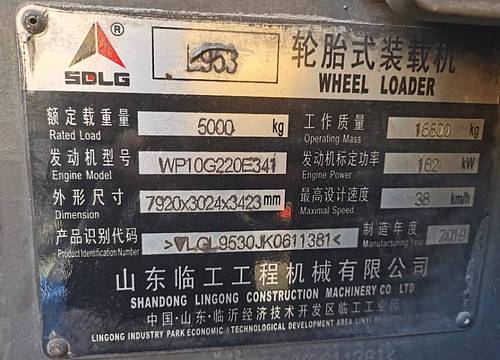 SDLG ® L953 轮胎式装载机
WHEEL LOADER
额定载重量 5000 kg 工作质量 16800 kg
Rated Load Operating Mass
发动机型号 WP10G220E341 发动机标定功率 162 kW
Engine Model Engine Power
外形尺寸 7920x3024x3423 mm 最高设计速度 38 km/h
Dimension Maximal Speed
产品识别代码 制造年度 2019
Product Identification Number Manufacturing Year
山东临工工程机械有限公司
SHANDONG LINGONG CONSTRUCTION MACHINERY CO LTD
中国·山东·临沂经济技术开发区临工工业园
LINGONG INDUSTRY PARK ECONOMIC & TECHNOLOGICAL DEVELOPMENT AREA LINYI